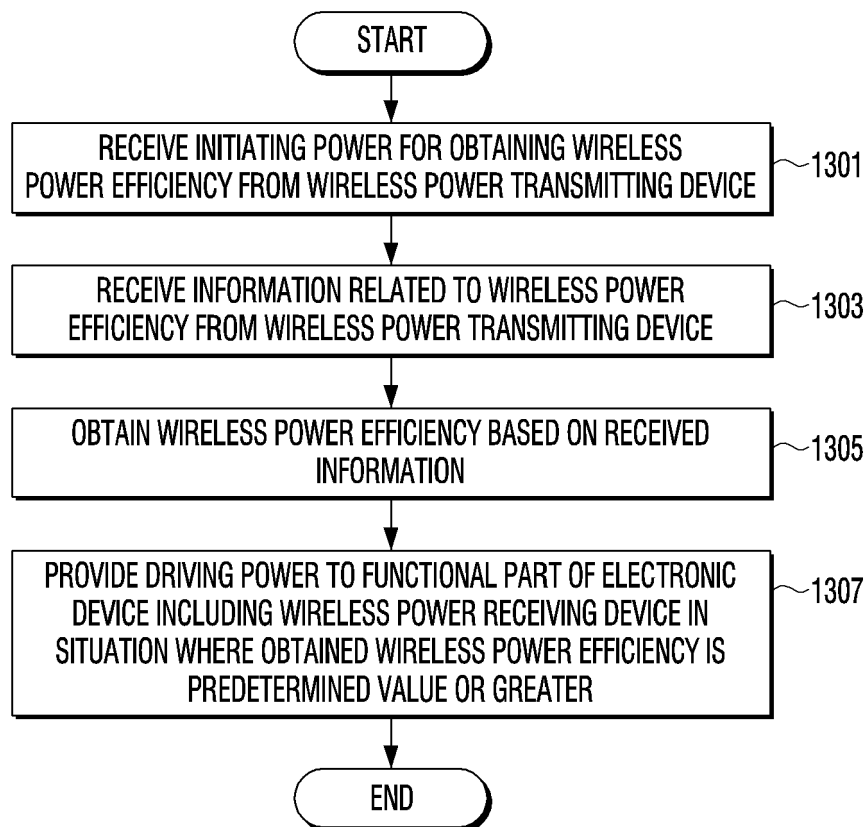 START
RECEIVE INITIATING POWER FOR OBTAINING WIRELESS
POWER EFFICIENCY FROM WIRELESS POWER TRANSMITTING DEVICE
1301
RECEIVE INFORMATION RELATED TO WIRELESS POWER
EFFICIENCY FROM WIRELESS POWER TRANSMITTING DEVICE
1303
OBTAIN WIRELESS POWER EFFICIENCY BASED ON RECEIVED
INFORMATION
1305
PROVIDE DRIVING POWER TO FUNCTIONAL PART OF ELECTRONIC
DEVICE INCLUDING WIRELESS POWER RECEIVING DEVICE IN
SITUATION WHERE OBTAINED WIRELESS POWER EFFICIENCY IS
PREDETERMINED VALUE OR GREATER
1307
END